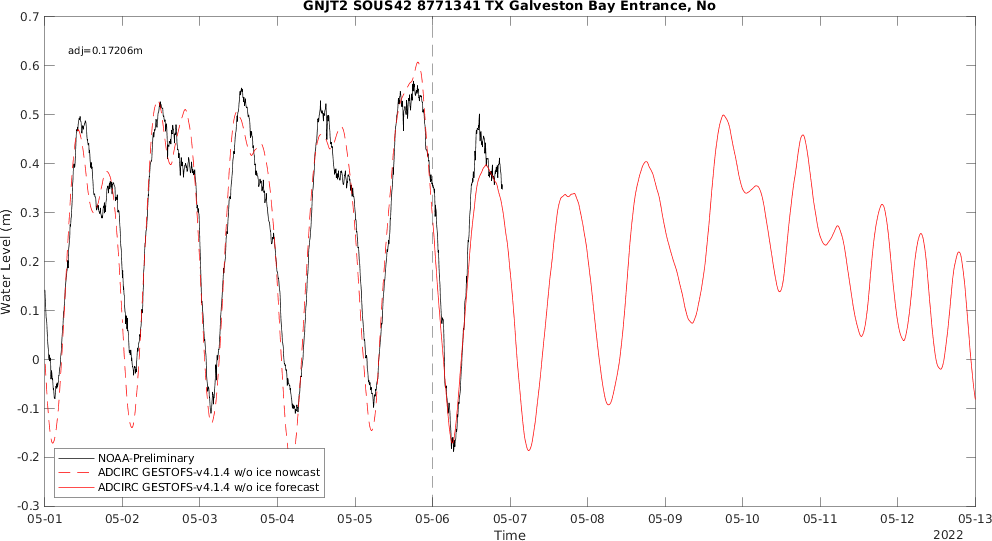 GNJT2 SOUS42 8771341 TX Galveston Bay Entrance, No
adj=0.17206m
0.7
0.6
0.5
0.4
0.3
0.2
0.1
0
-0.1
-0.2
-0.3
Water Level (m)
NOAA-Preliminary
ADCIRC GESTOFS-v4.1.4 w/o ice nowcast
ADCIRC GESTOFS-v4.1.4 w/o ice forecast
05-01 05-02 05-03 05-04 05-05 05-06 05-07 05-08 05-09 05-10 05-11 05-12 05-13
Time
2022